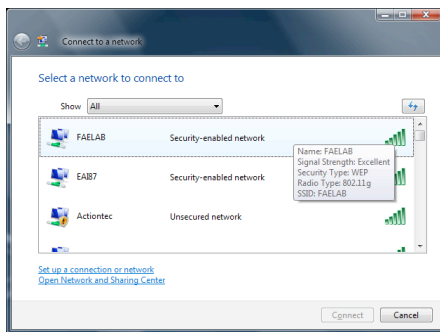 Connect to a network
Select a network to connect to
Show All
FAELAB Security-enabled network
Name: FAELAB
Signal Strength: Excellent
Security Type: WEP
Radio Type: 802.11g
SSID: FAELAB
EAI87 Security-enabled network
Actiontec Unsecured network
Set up a connection or network
Open Network and Sharing Center
Connect Cancel